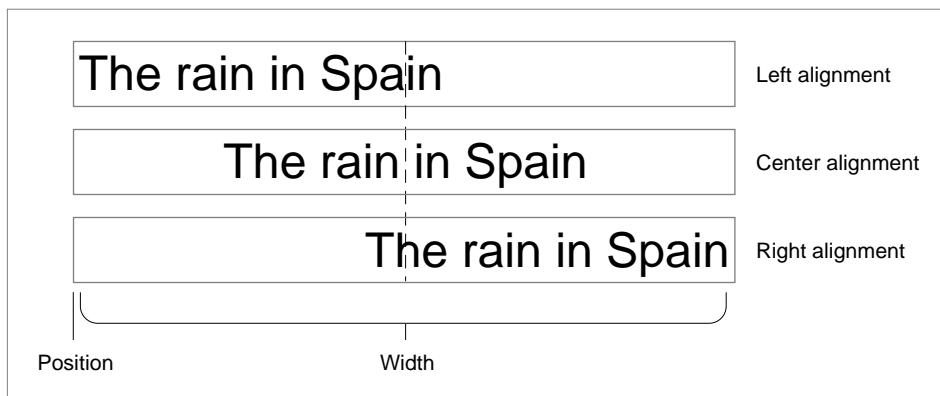 The rain in Spain Left alignment
The rain in Spain Center alignment
The rain in Spain Right alignment
Position Width